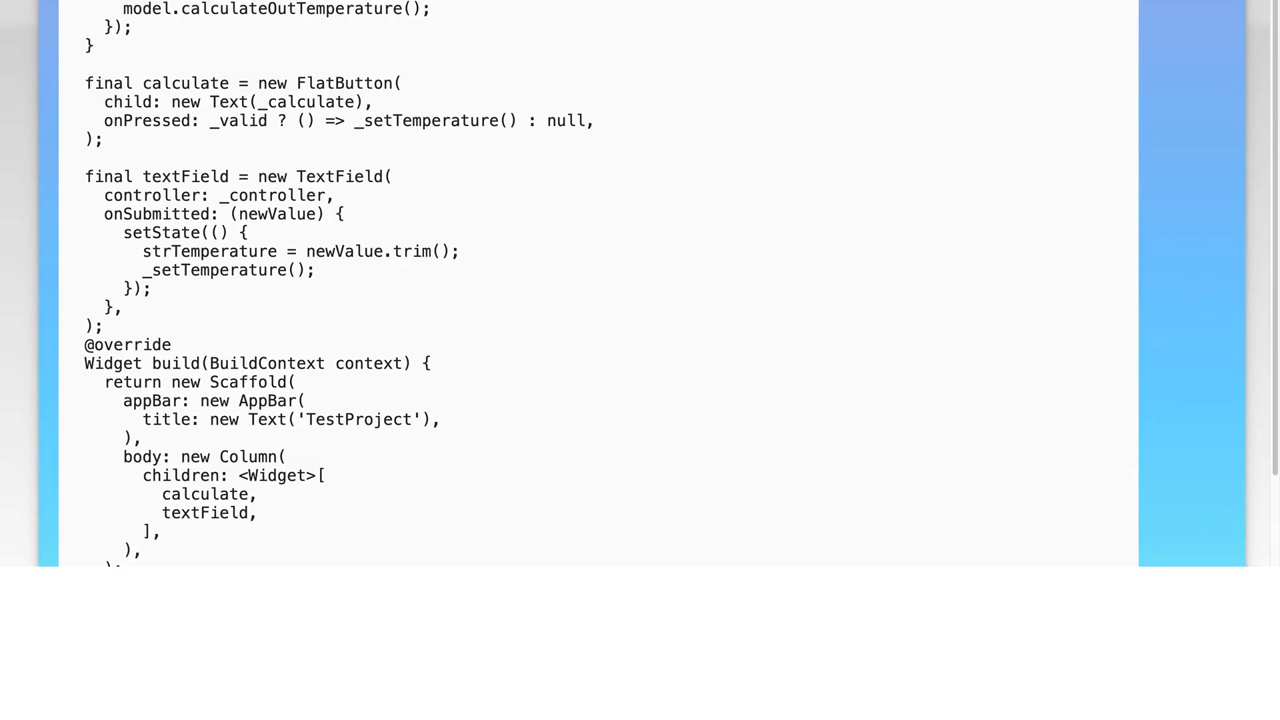 model.calculateOutTemperature();
});
}
final calculate = new FlatButton(
child: new Text(_calculate),
onPressed: _valid ? () => _setTemperature() : null,
);
final textField = new TextField(
controller: _controller,
onSubmitted: (newValue) {
setState(() {
strTemperature = newValue.trim();
_setTemperature();
});
},
);
@override
Widget build(BuildContext context) {
return new Scaffold(
appBar: new AppBar(
title: new Text('TestProject'),
),
body: new Column(
children: <Widget>[
calculate,
textField,
],
),